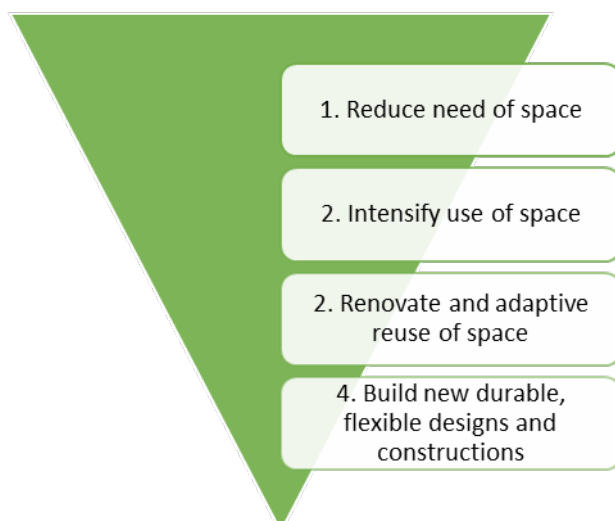 1. Reduce need of space
2. Intensify use of space
2. Renovate and adaptive
reuse of space
4. Build new durable,
flexible designs and
constructions